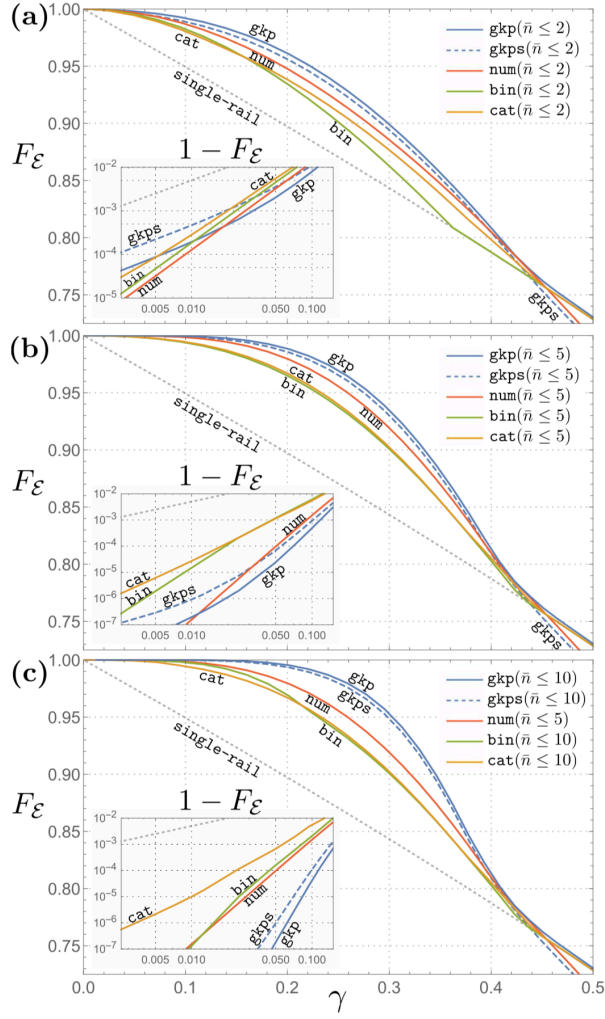 (a)
1.00
0.95
0.90
0.85
0.80
0.75
F_ℰ
gkp
cat
num
single-rail
bin
gkps
gkp(n̄ ≤ 2)
gkps(n̄ ≤ 2)
num(n̄ ≤ 2)
bin(n̄ ≤ 2)
cat(n̄ ≤ 2)
1 − F_ℰ
10⁻²
10⁻³
10⁻⁴
10⁻⁵
cat
gkp
gkps
bin
num
0.005 0.010 0.050 0.100
(b)
1.00
0.95
0.90
0.85
0.80
0.75
F_ℰ
gkp
cat
bin
num
single-rail
gkps
gkp(n̄ ≤ 5)
gkps(n̄ ≤ 5)
num(n̄ ≤ 5)
bin(n̄ ≤ 5)
cat(n̄ ≤ 5)
1 − F_ℰ
10⁻²
10⁻³
10⁻⁴
10⁻⁵
10⁻⁶
10⁻⁷
num
cat
bin
gkps
gkp
0.005 0.010 0.050 0.100
(c)
1.00
0.95
0.90
0.85
0.80
0.75
F_ℰ
cat
gkp
gkps
num
bin
single-rail
gkp(n̄ ≤ 10)
gkps(n̄ ≤ 10)
num(n̄ ≤ 5)
bin(n̄ ≤ 10)
cat(n̄ ≤ 10)
1 − F_ℰ
10⁻²
10⁻³
10⁻⁴
10⁻⁵
10⁻⁶
10⁻⁷
cat
bin
num
gkps
gkp
0.005 0.010 0.050 0.100
0.0 0.1 0.2 0.3 0.4 0.5
γ